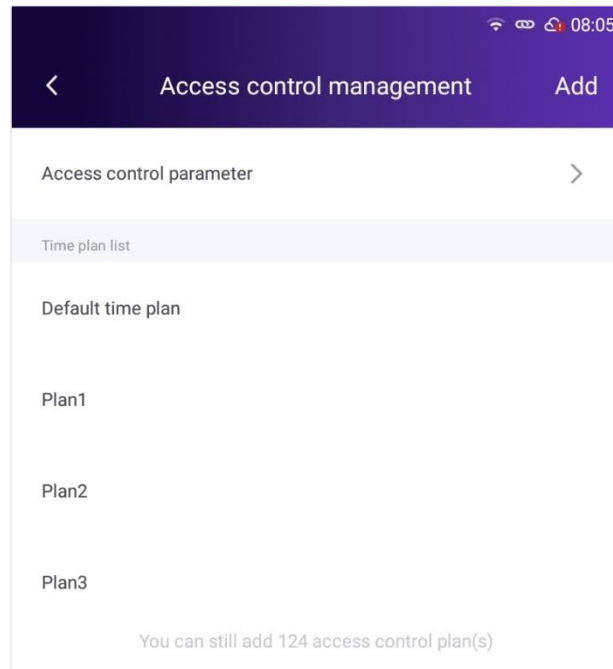 08:05
Access control management Add
Access control parameter
Time plan list
Default time plan
Plan1
Plan2
Plan3
You can still add 124 access control plan(s)